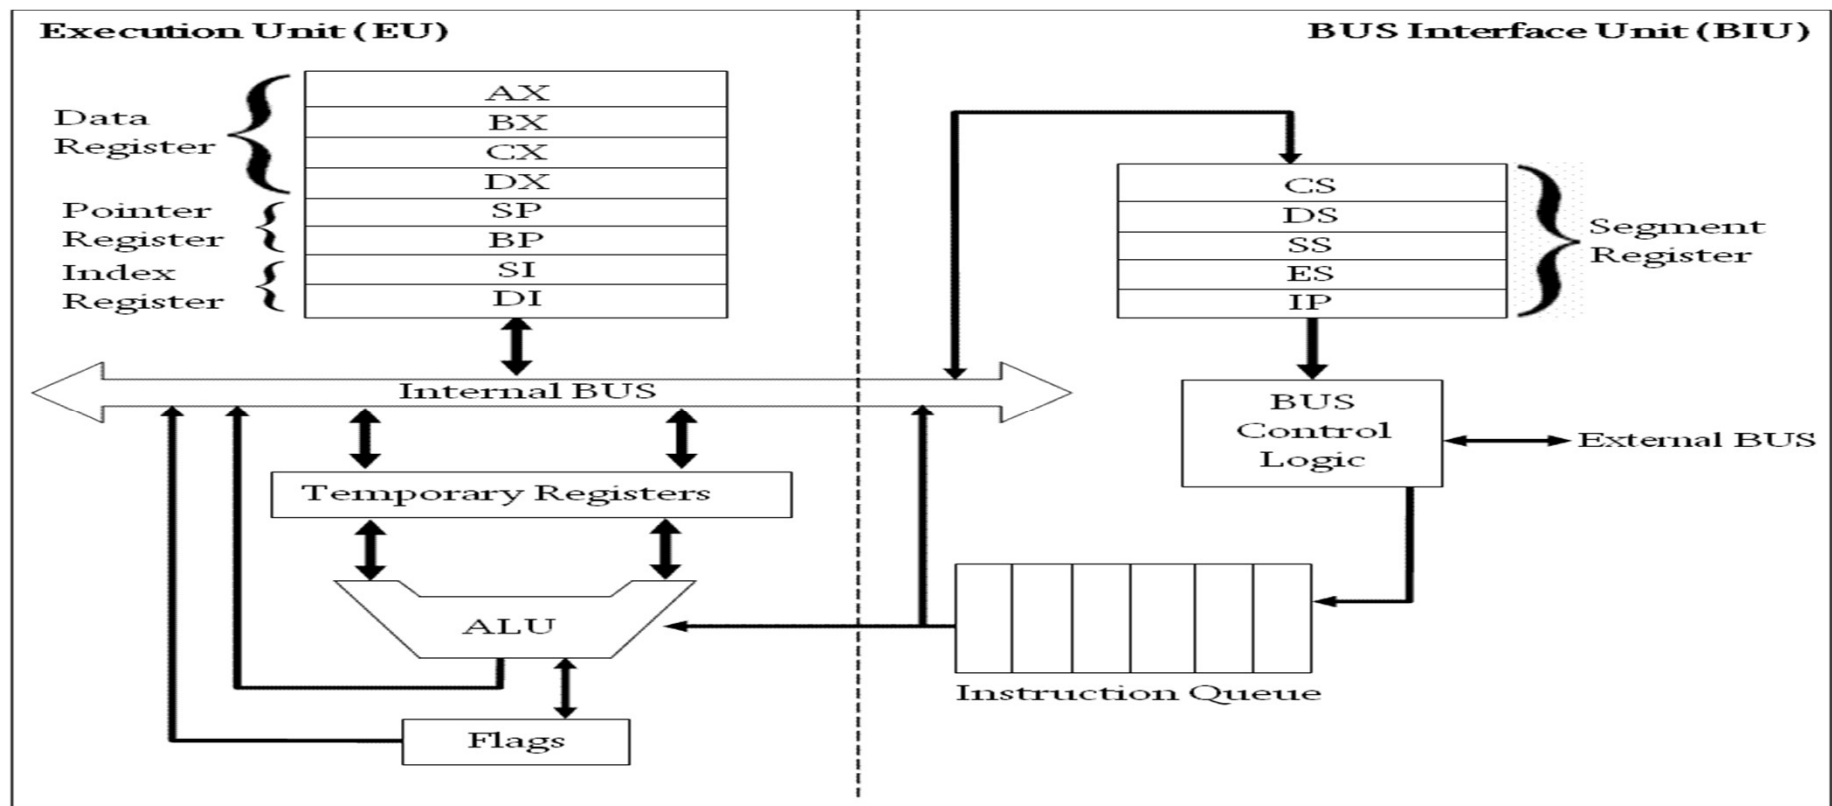 Execution Unit (EU)
BUS Interface Unit (BIU)
Data
Register
AX
BX
CX
DX
Pointer
Register
SP
BP
Index
Register
SI
DI
CS
DS
SS
ES
IP
Segment
Register
Internal BUS
BUS
Control
Logic
External BUS
Temporary Registers
ALU
Instruction Queue
Flags